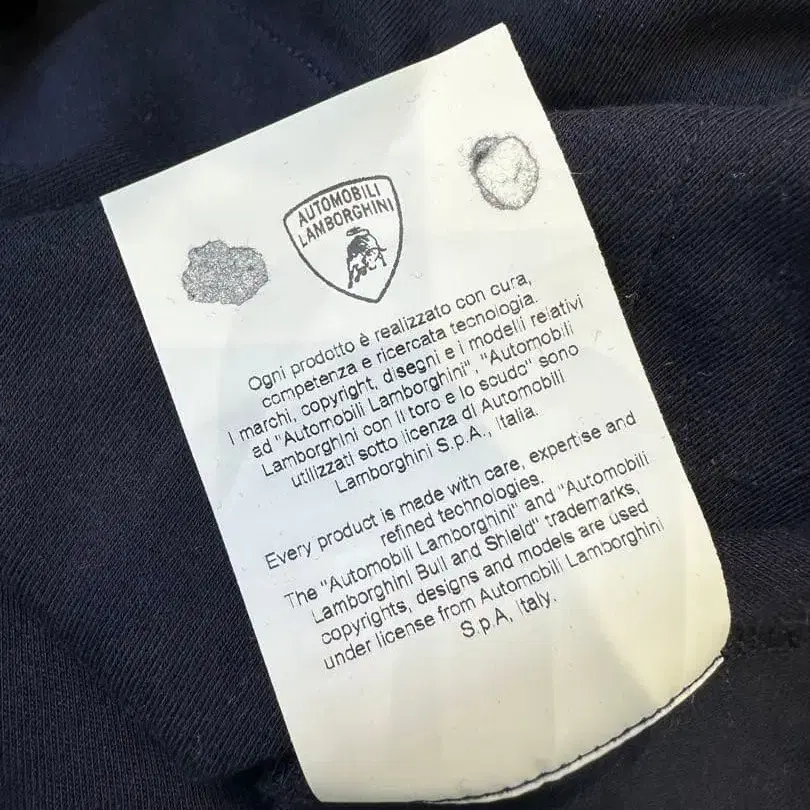 AUTOMOBILI
LAMBORGHINI
Ogni prodotto è realizzato con cura,
competenza e ricercata tecnologia.
I marchi, copyright, disegni e i modelli relativi
ad "Automobili Lamborghini", "Automobili
Lamborghini con il toro e lo scudo" sono
utilizzati sotto licenza di Automobili
Lamborghini S.p.A., Italia.
Every product is made with care, expertise and
refined technologies.
The "Automobili Lamborghini" and "Automobili
Lamborghini Bull and Shield" trademarks,
copyrights, designs and models are used
under license from Automobili Lamborghini
S.p.A, Italy.